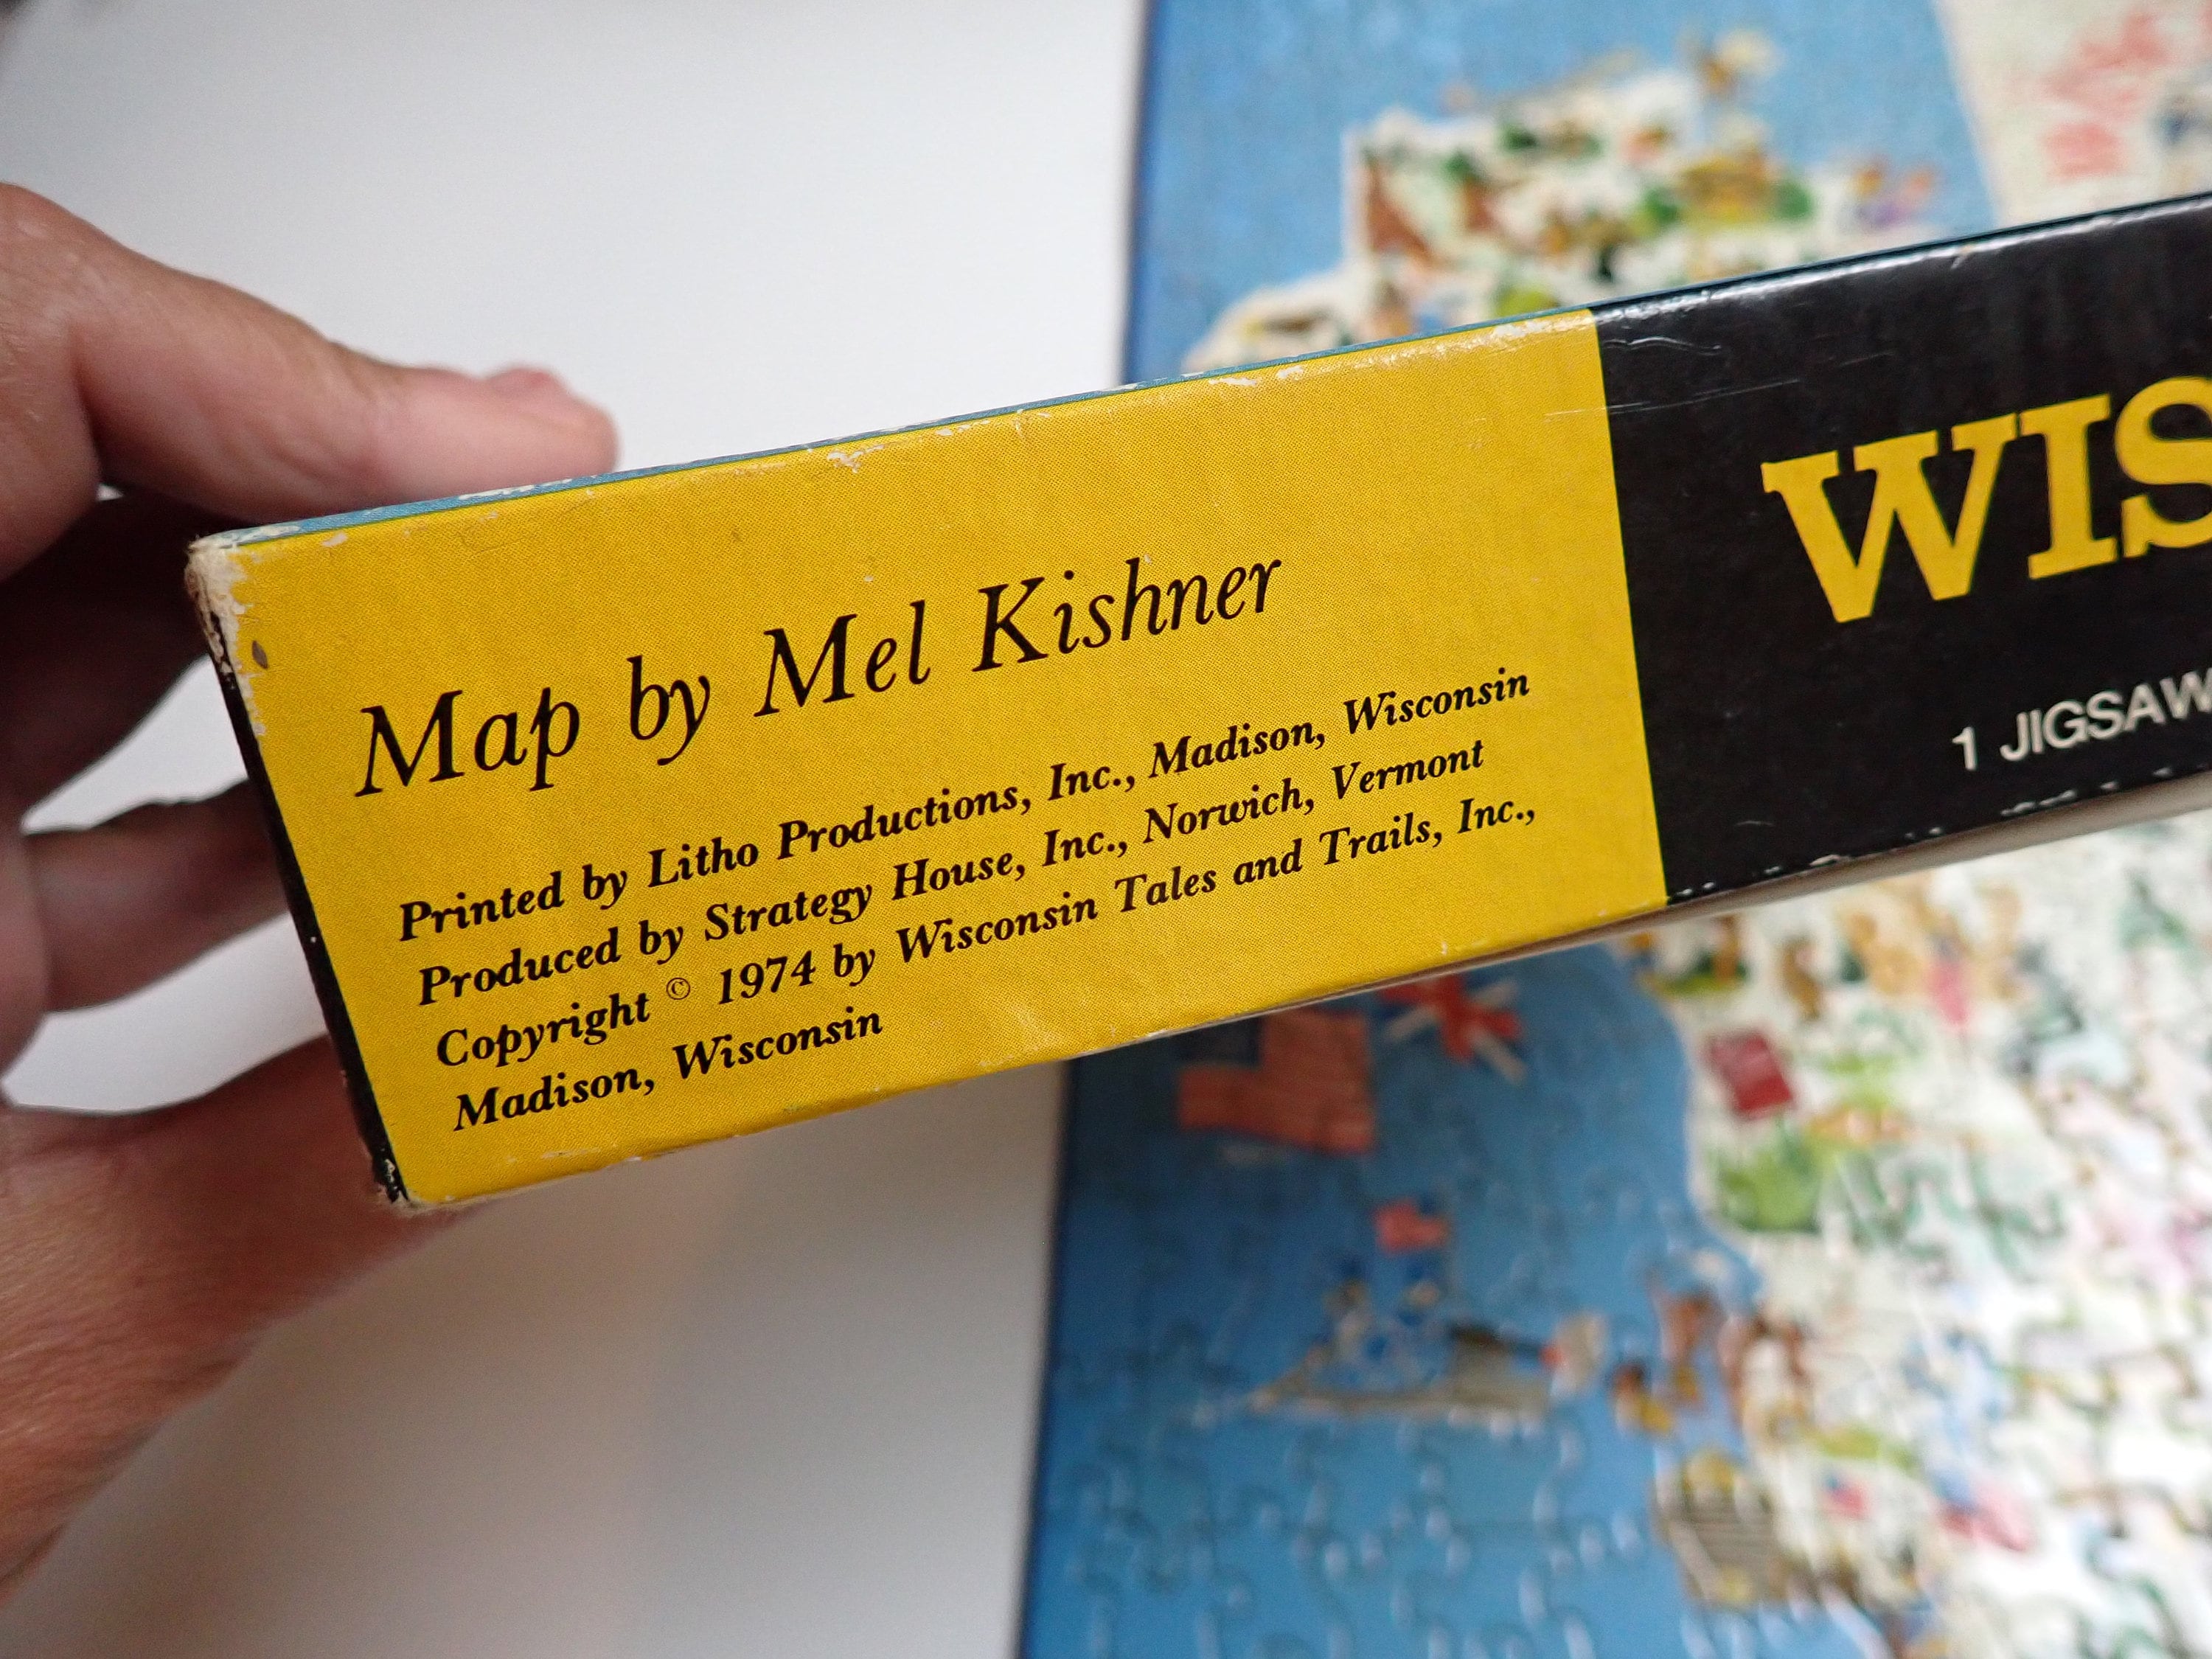 Map by Mel Kishner
Printed by Litho Productions, Inc., Madison, Wisconsin
Produced by Strategy House, Inc., Norwich, Vermont
Copyright © 1974 by Wisconsin Tales and Trails, Inc.,
Madison, Wisconsin
WIS
1 JIGSAW